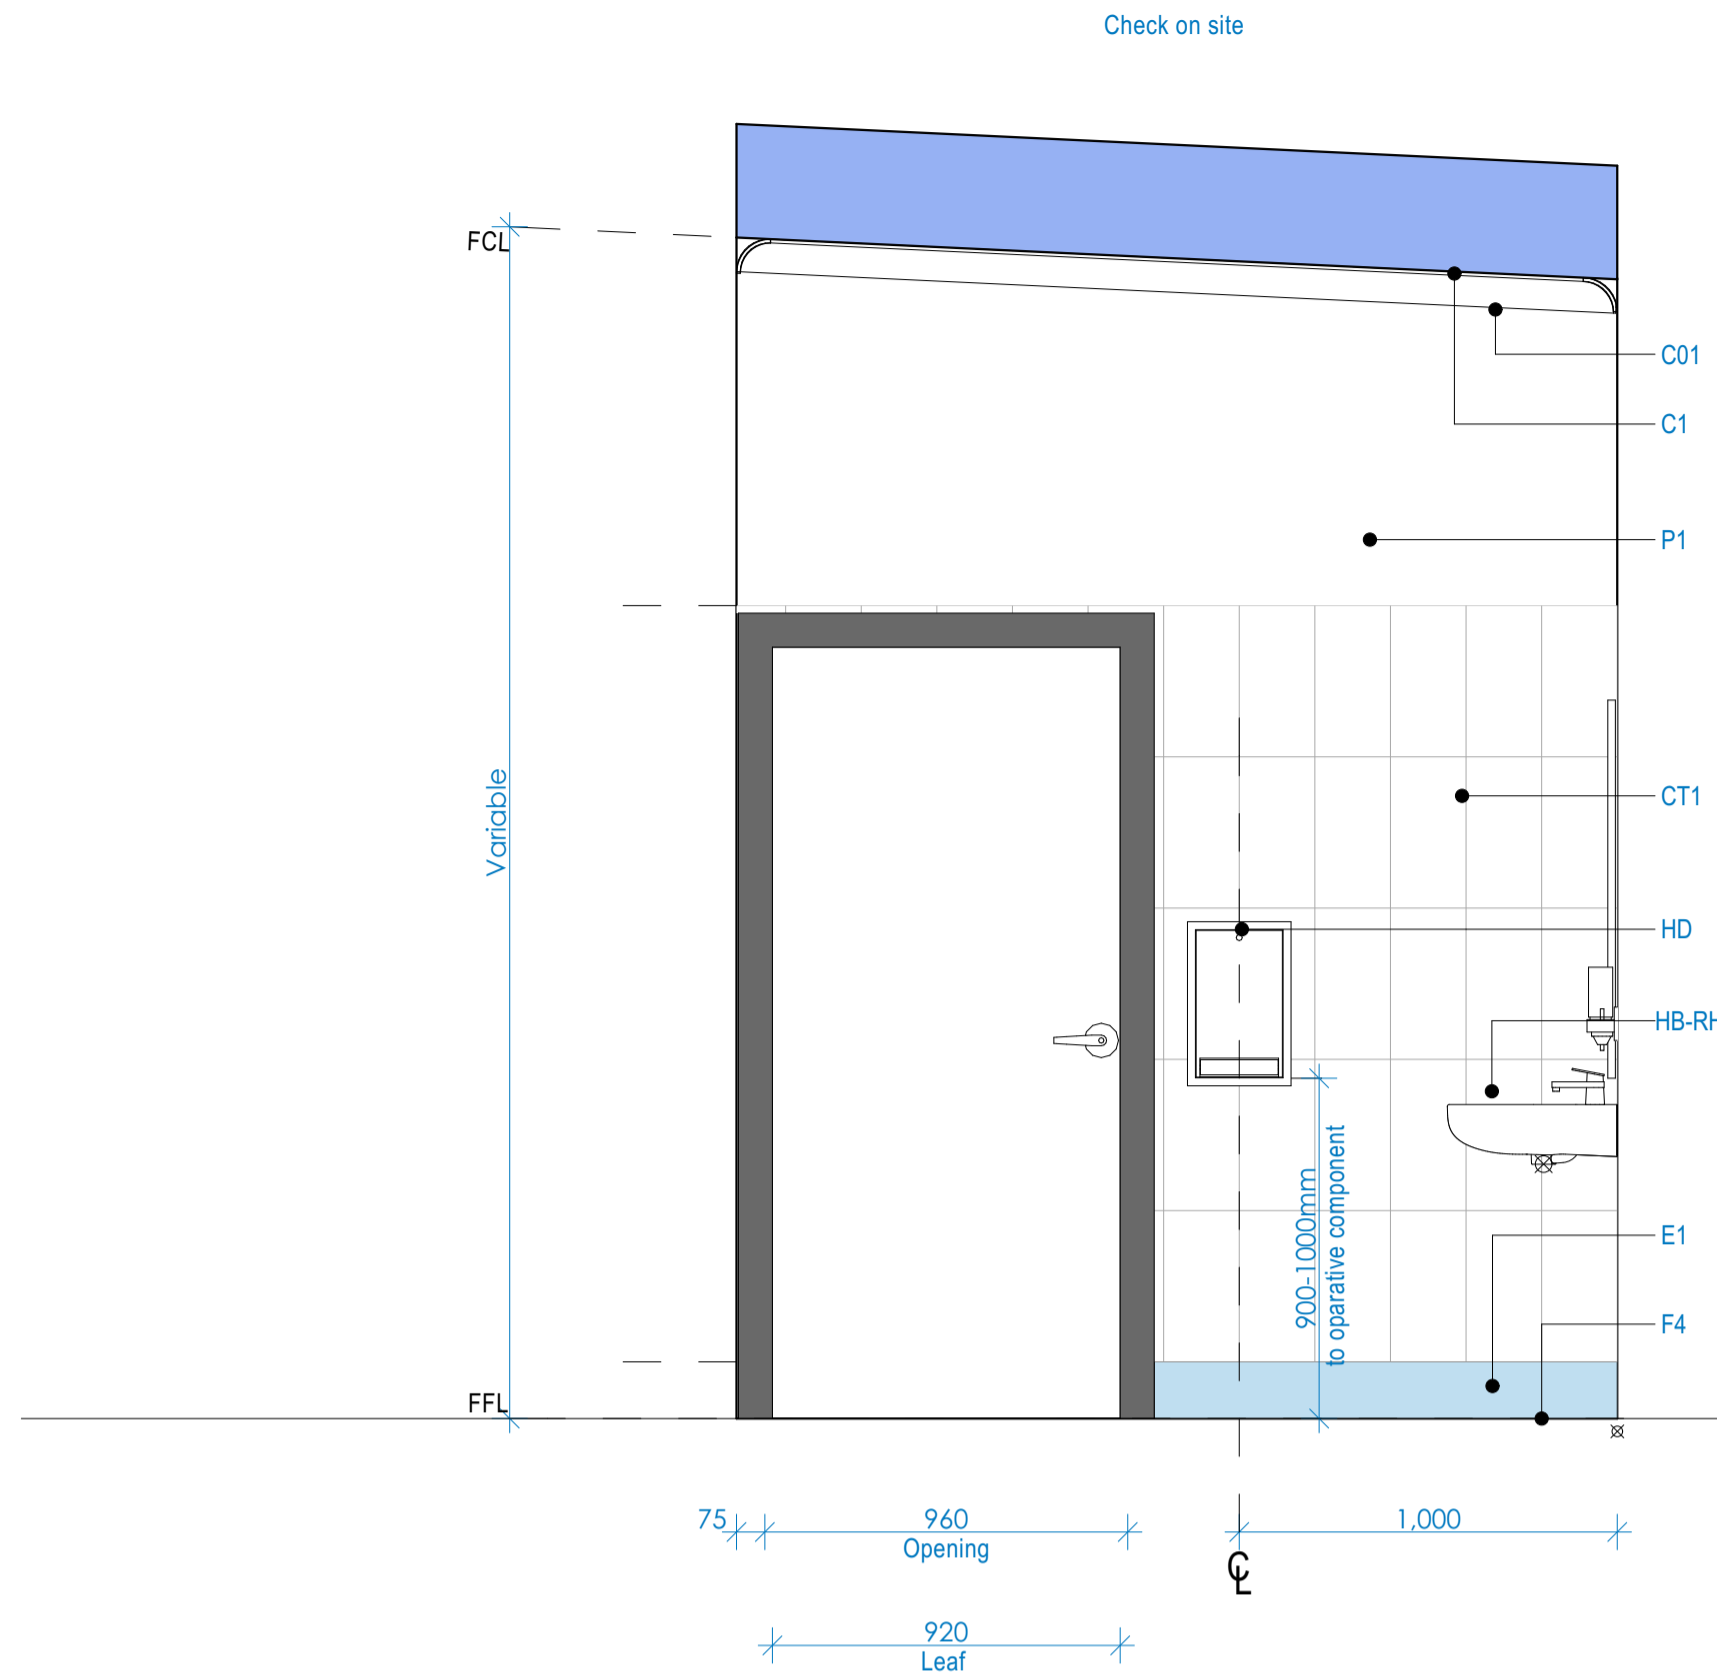 Check on site
FCL
C01
C1
P1
Variable
CT1
HD
HB-RH
900-1000mm
to oparative component
E1
F4
FFL
75
960
Opening
1,000
CL
920
Leaf